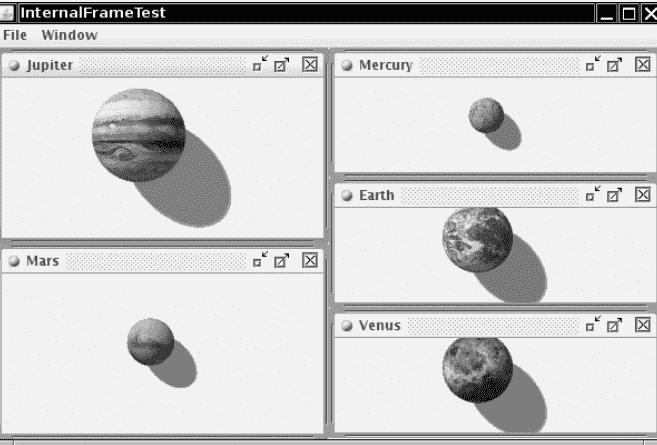 InternalFrameTest
File Window
Jupiter
Mercury
Earth
Mars
Venus